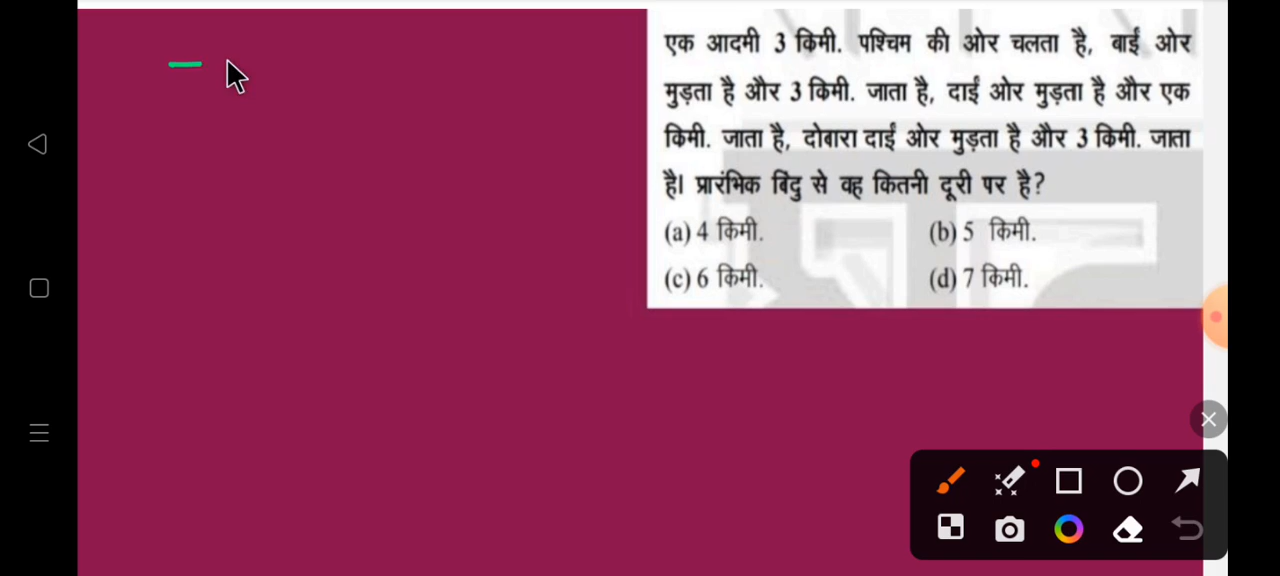 एक आदमी 3 किमी. पश्चिम की ओर चलता है, बाईं ओर
मुड़ता है और 3 किमी. जाता है, दाईं ओर मुड़ता है और एक
किमी. जाता है, दोबारा दाईं ओर मुड़ता है और 3 किमी. जाता
है। प्रारंभिक बिंदु से वह कितनी दूरी पर है?
(a) 4 किमी. (b) 5 किमी.
(c) 6 किमी. (d) 7 किमी.